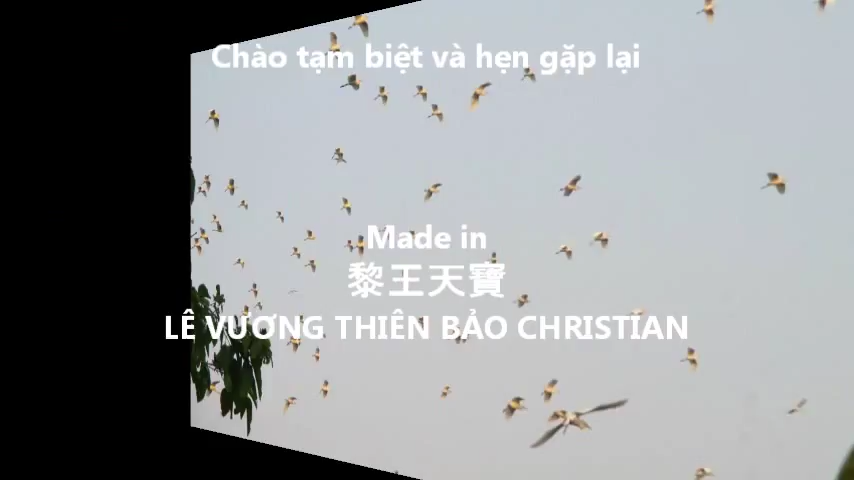 Chào tạm biệt và hẹn gặp lại
Made in
黎王天寶
LÊ VƯƠNG THIÊN BẢO CHRISTIAN